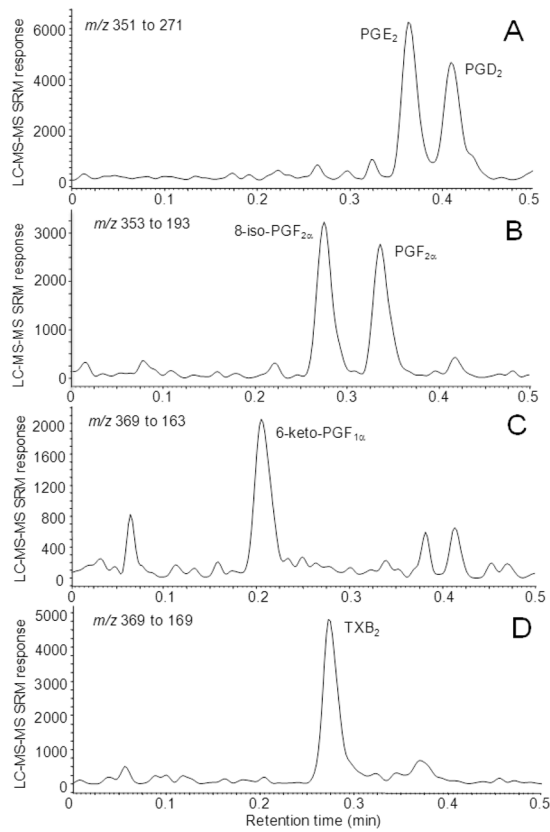 m/z 351 to 271
A
PGE2
PGD2
LC-MS-MS SRM response
6000
4000
2000
0
0 0.1 0.2 0.3 0.4 0.5
m/z 353 to 193
B
8-iso-PGF2α
PGF2α
LC-MS-MS SRM response
3000
2000
1000
0
0 0.1 0.2 0.3 0.4 0.5
m/z 369 to 163
C
6-keto-PGF1α
LC-MS-MS SRM response
2000
1600
1200
800
400
0
0 0.1 0.2 0.3 0.4 0.5
m/z 369 to 169
D
TXB2
LC-MS-MS SRM response
5000
4000
3000
2000
1000
0
0 0.1 0.2 0.3 0.4 0.5
Retention time (min)